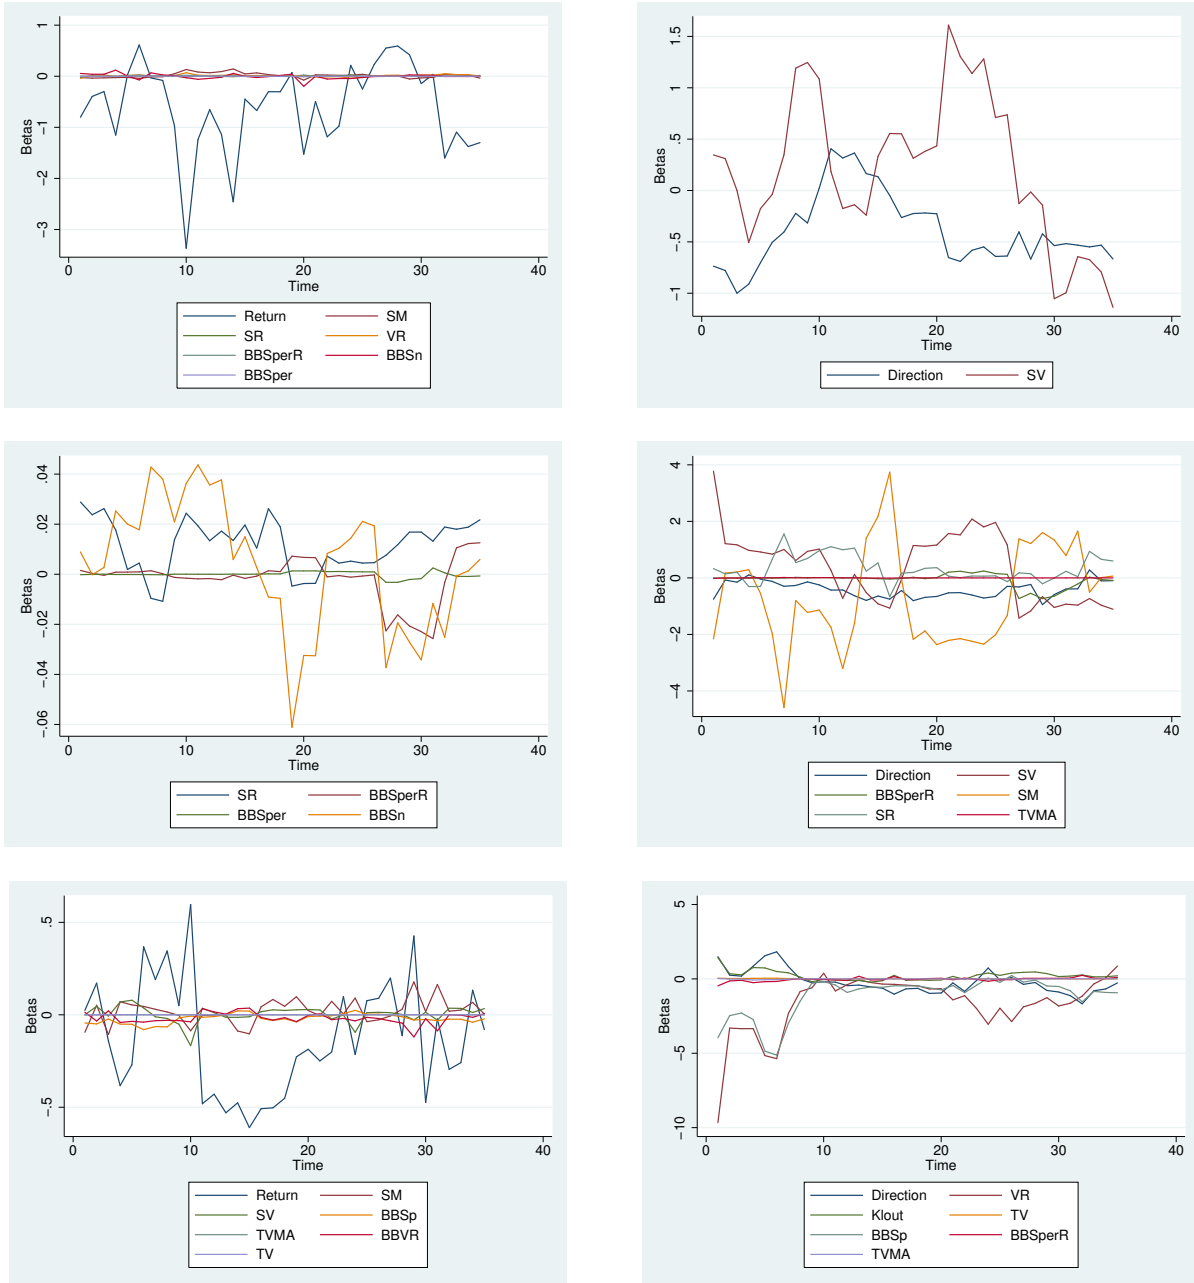 1
0
-1
-2
-3
Betas
0 10 20 30 40
Time
Return SM
SR VR
BBSperR BBSn
BBSper
1.5
1
.5
0
-.5
-1
Betas
0 10 20 30 40
Time
Direction SV
.04
.02
0
-.02
-.04
-.06
Betas
0 10 20 30 40
Time
SR BBSperR
BBSper BBSn
4
2
0
-2
-4
Betas
0 10 20 30 40
Time
Direction SV
BBSperR SM
SR TVMA
.5
0
-.5
Betas
0 10 20 30 40
Time
Return SM
SV BBSp
TVMA BBVR
TV
5
0
-5
-10
Betas
0 10 20 30 40
Time
Direction VR
Klout TV
BBSp BBSperR
TVMA